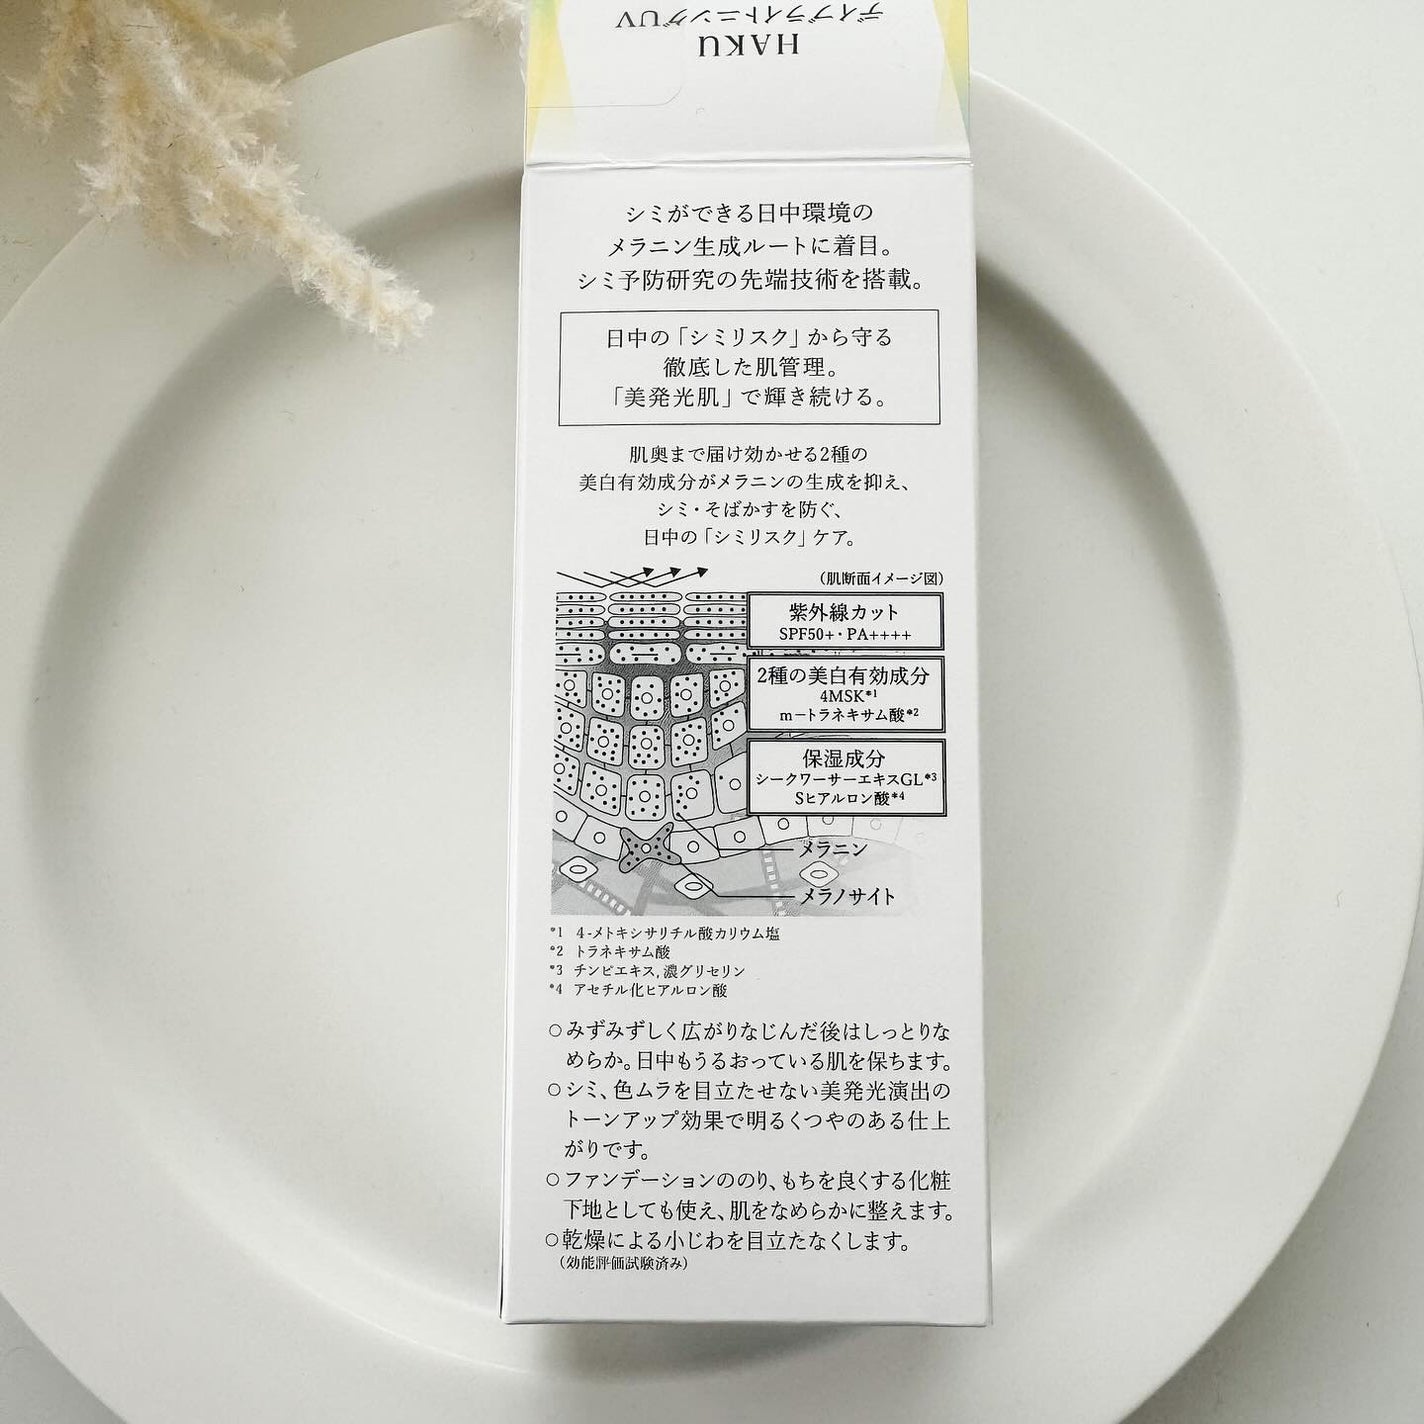 HAKU
デイブライトニングUV
シミができる日中環境の
メラニン生成ルートに着目。
シミ予防研究の先端技術を搭載。
日中の「シミリスク」から守る
徹底した肌管理。
「美発光肌」で輝き続ける。
肌奥まで届け効かせる2種の
美白有効成分がメラニンの生成を抑え、
シミ・そばかすを防ぐ、
日中の「シミリスク」ケア。
（肌断面イメージ図）
紫外線カット
SPF50+・PA++++
2種の美白有効成分
4MSK*1
m-トラネキサム酸*2
保湿成分
シークワーサーエキスGL*3
Sヒアルロン酸*4
メラニン
メラノサイト
*1 4-メトキシサリチル酸カリウム塩
*2 トラネキサム酸
*3 チンピエキス,濃グリセリン
*4 アセチル化ヒアルロン酸
○みずみずしく広がりなじんだ後はしっとりな
めらか。日中もうるおっている肌を保ちます。
○シミ、色ムラを目立たせない美発光演出の
トーンアップ効果で明るくつやのある仕上
がりです。
○ファンデーションののり、もちを良くする化粧
下地としても使え、肌をなめらかに整えます。
○乾燥による小じわを目立たなくします。
（効能評価試験済み）